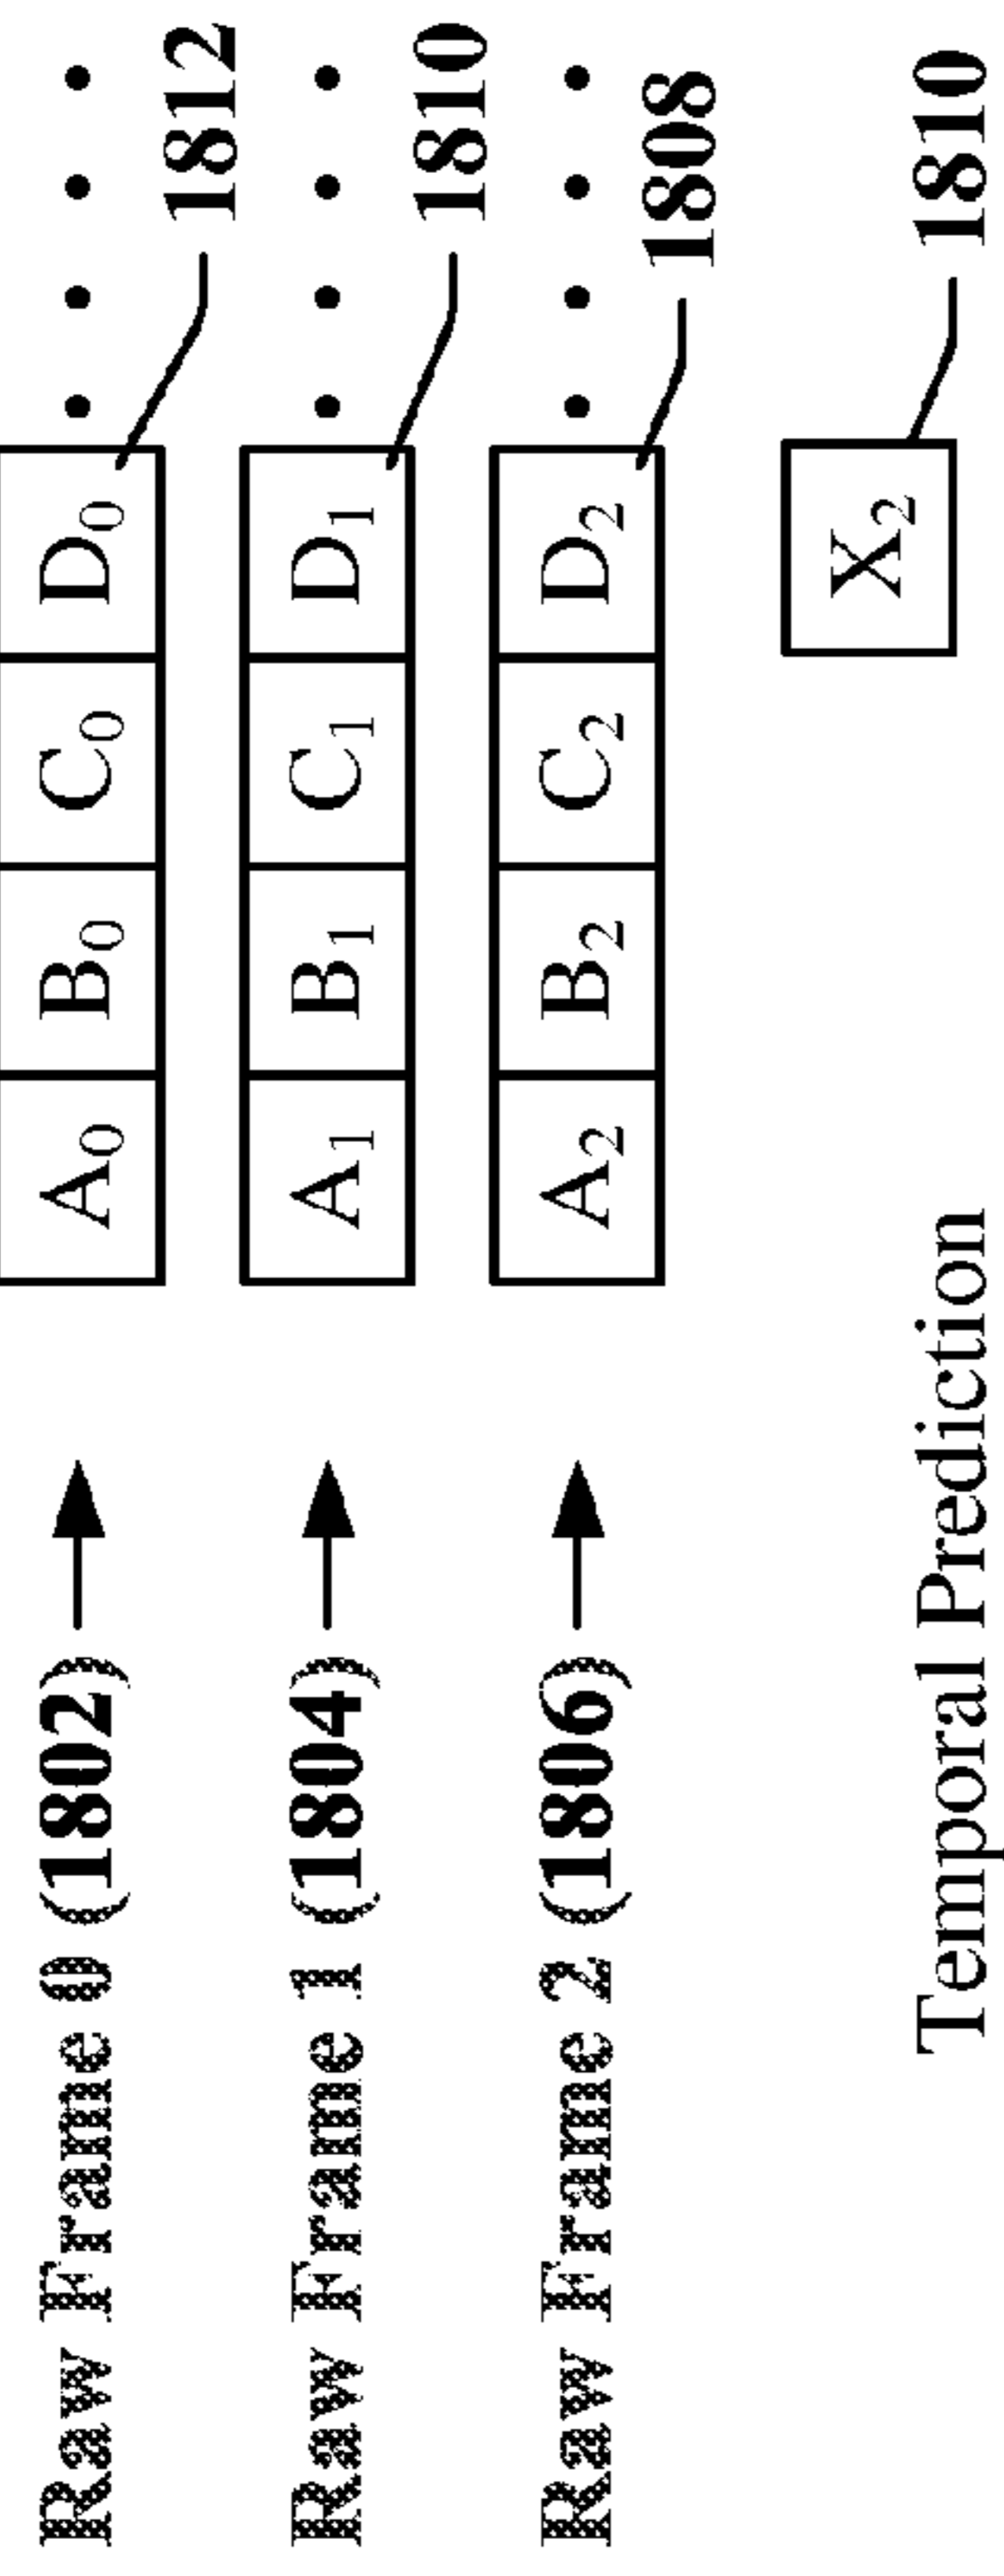 Raw Frame 0 (1802) A0 B0 C0 D0 1812
Raw Frame 1 (1804) A1 B1 C1 D1 1810
Raw Frame 2 (1806) A2 B2 C2 D2 1808
X2 1810
Temporal Prediction